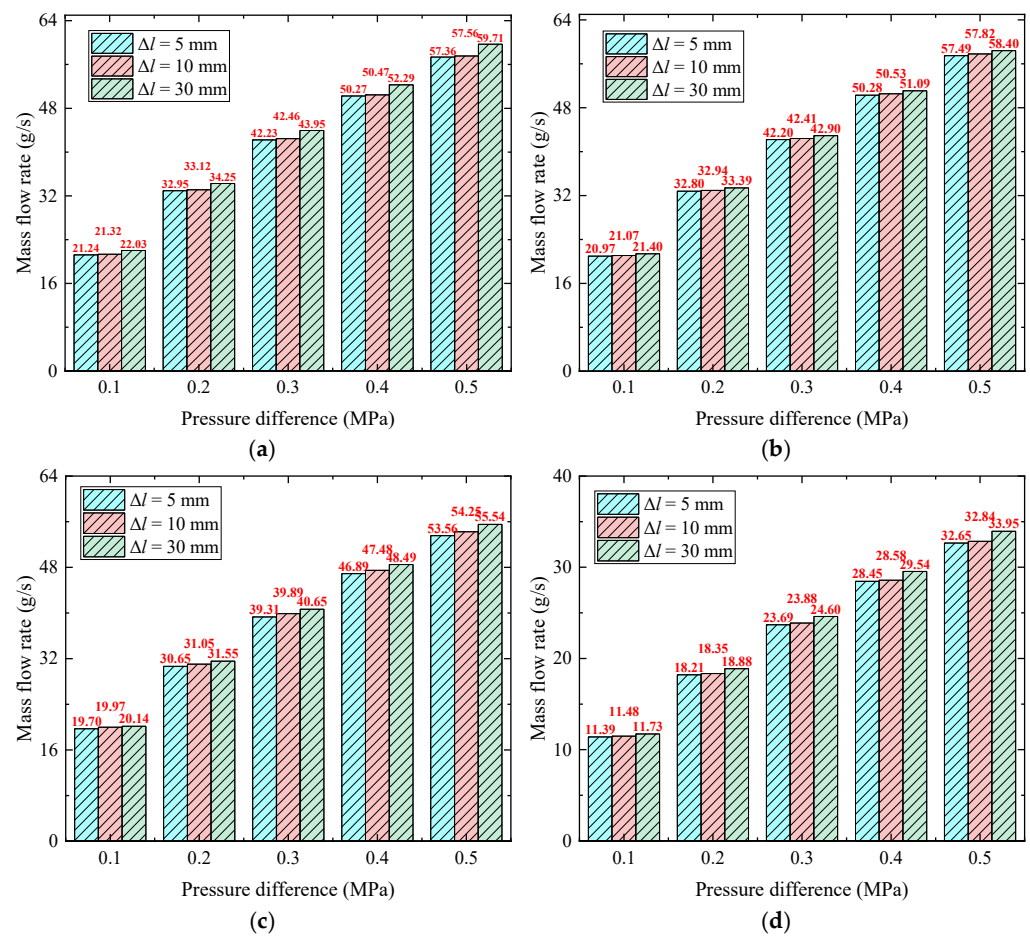 64
48
32
16
0
Mass flow rate (g/s)
Δl = 5 mm
Δl = 10 mm
Δl = 30 mm
21.24 21.32 22.03
32.95 33.12 34.25
42.23 42.46 43.95
50.27 50.47 52.29
57.36 57.56 59.71
0.1 0.2 0.3 0.4 0.5
Pressure difference (MPa)
(a)
64
48
32
16
0
Mass flow rate (g/s)
Δl = 5 mm
Δl = 10 mm
Δl = 30 mm
20.97 21.07 21.40
32.80 32.94 33.39
42.20 42.41 42.90
50.28 50.53 51.09
57.49 57.82 58.40
0.1 0.2 0.3 0.4 0.5
Pressure difference (MPa)
(b)
64
48
32
16
0
Mass flow rate (g/s)
Δl = 5 mm
Δl = 10 mm
Δl = 30 mm
19.70 19.97 20.14
30.65 31.05 31.55
39.31 39.89 40.65
46.89 47.48 48.49
53.56 54.25 55.54
0.1 0.2 0.3 0.4 0.5
Pressure difference (MPa)
(c)
40
30
20
10
0
Mass flow rate (g/s)
Δl = 5 mm
Δl = 10 mm
Δl = 30 mm
11.39 11.48 11.73
18.21 18.35 18.88
23.69 23.88 24.60
28.45 28.58 29.54
32.65 32.84 33.95
0.1 0.2 0.3 0.4 0.5
Pressure difference (MPa)
(d)